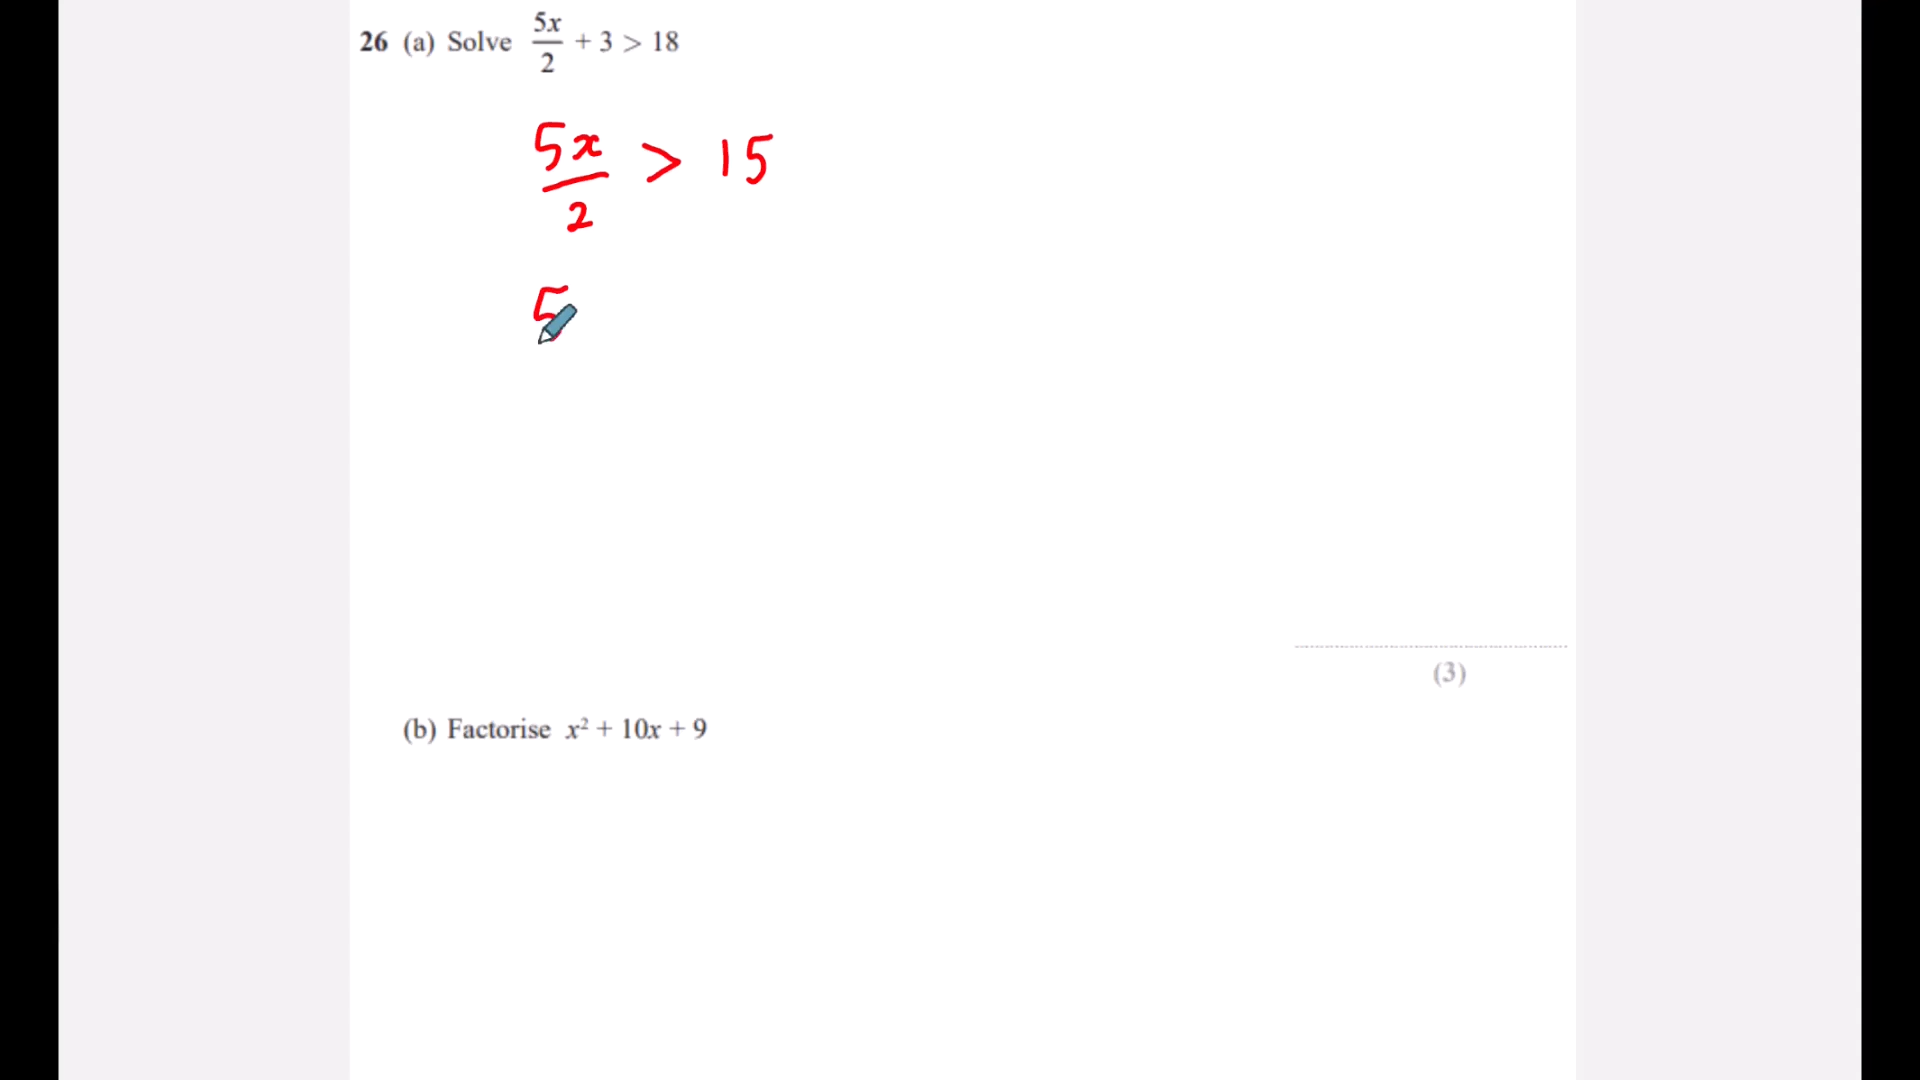 26 (a) Solve 5x/2 + 3 > 18
5x/2 > 15
5
(3)
(b) Factorise x² + 10x + 9